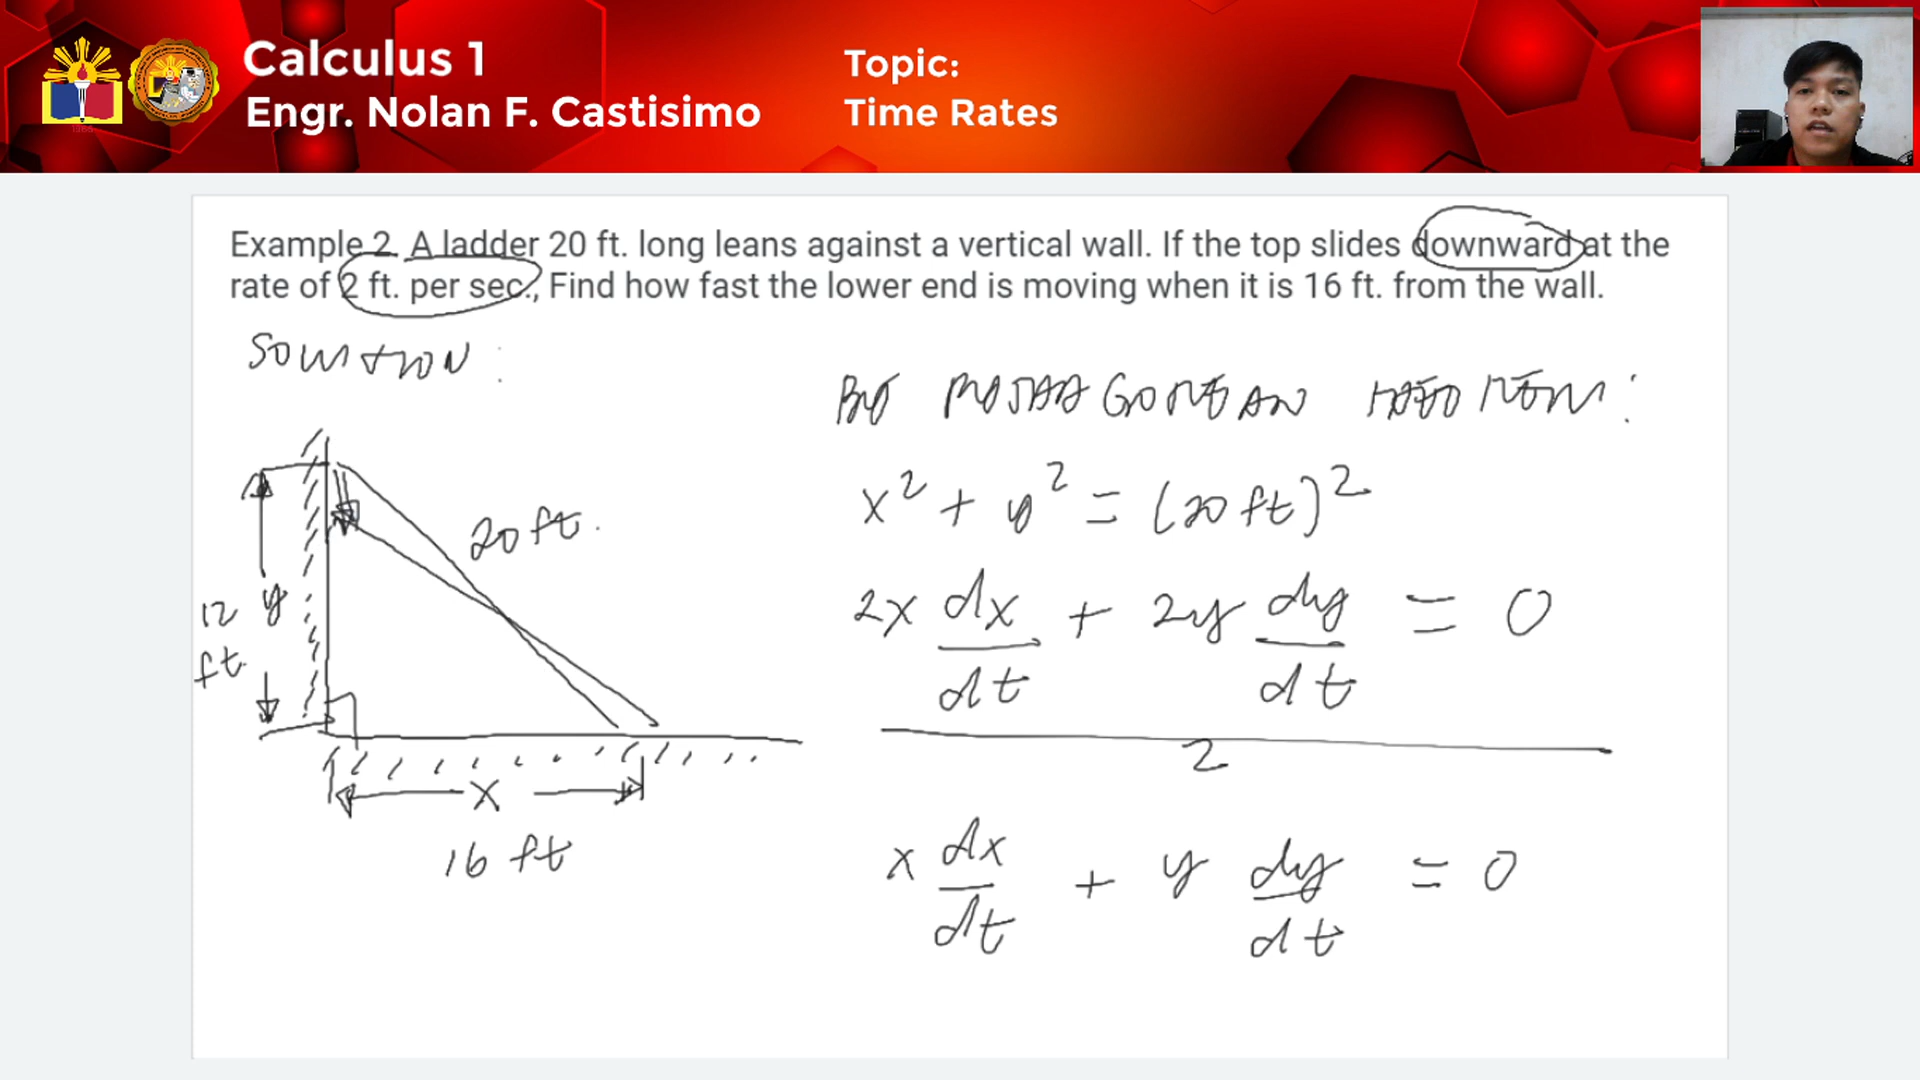 Calculus 1
Engr. Nolan F. Castisimo
Topic:
Time Rates
Example 2. A ladder 20 ft. long leans against a vertical wall. If the top slides downward at the
rate of 2 ft. per sec., Find how fast the lower end is moving when it is 16 ft. from the wall.
SOLUTION :
20 ft.
12 y
ft.
x
16 ft
BY PYTHAGOREAN THEOREM :
x² + y² = (20 ft)²
2x dx/dt + 2y dy/dt = 0
2
x dx/dt + y dy/dt = 0